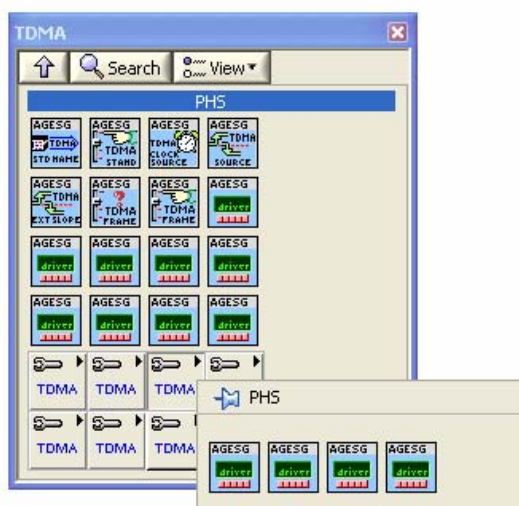 TDMA
Search View
PHS
AGESG AGESG AGESG AGESG
TDMA TDMA TDMA TDMA
STD NAME STAND CLOCK SOURCE SOURCE
AGESG AGESG AGESG AGESG
TDMA TDMA TDMA driver
EXT SLOPE FRAME FRAME
AGESG AGESG AGESG AGESG
driver driver driver driver
AGESG AGESG AGESG AGESG
driver driver driver driver
TDMA TDMA TDMA TDMA
PHS
TDMA TDMA TDMA
AGESG AGESG AGESG AGESG
driver driver driver driver